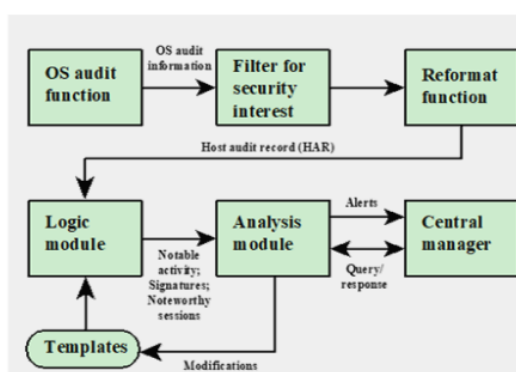 OS audit
function
OS audit
information
Filter for
security
interest
Reformat
function
Host audit record (HAR)
Logic
module
Notable
activity;
Signatures;
Noteworthy
sessions
Analysis
module
Alerts
Query/
response
Central
manager
Templates
Modifications